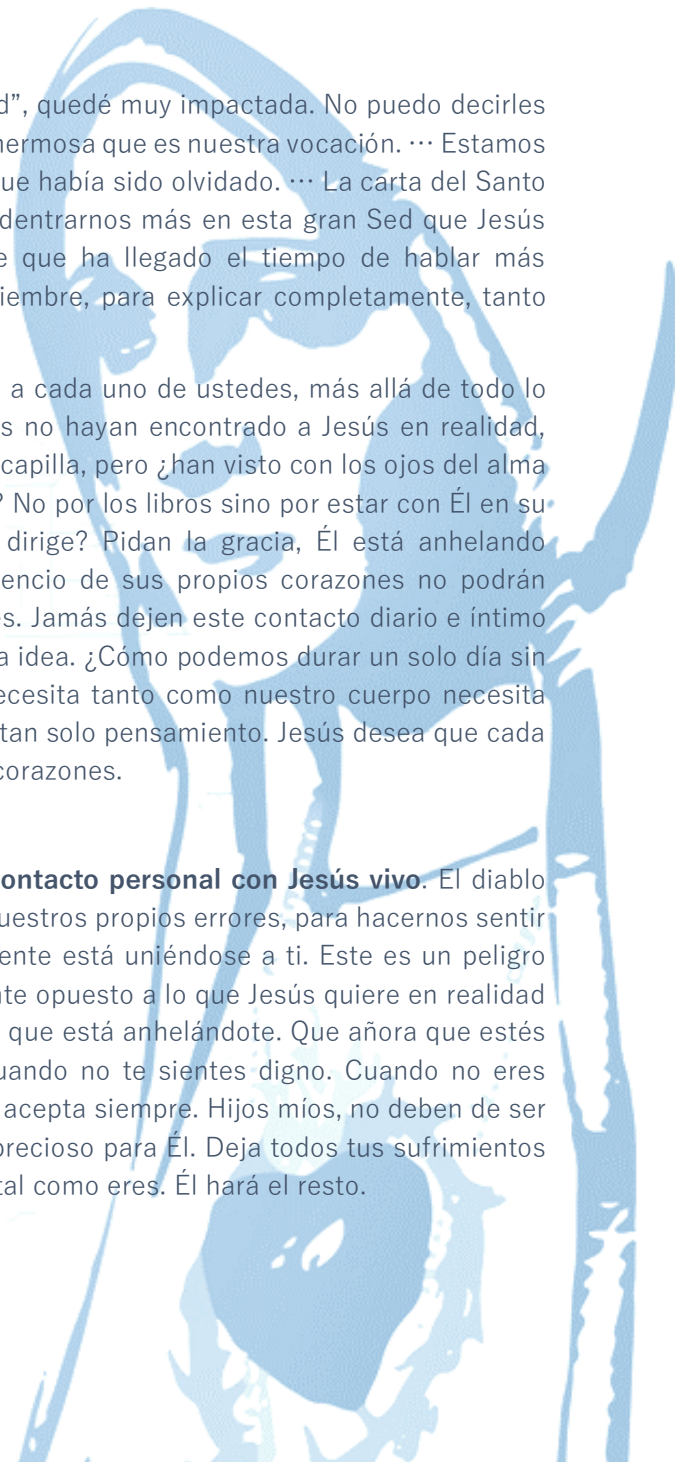 d”, quedé muy impactada. No puedo decirles
hermosa que es nuestra vocación. ··· Estamos
ue había sido olvidado. ··· La carta del Santo
dentrarnos más en esta gran Sed que Jesús
e que ha llegado el tiempo de hablar más
iembre, para explicar completamente, tanto
a cada uno de ustedes, más allá de todo lo
s no hayan encontrado a Jesús en realidad,
capilla, pero ¿han visto con los ojos del alma
? No por los libros sino por estar con Él en su
dirige? Pidan la gracia, Él está anhelando
encio de sus propios corazones no podrán
es. Jamás dejen este contacto diario e íntimo
a idea. ¿Cómo podemos durar un solo día sin
ecesita tanto como nuestro cuerpo necesita
tan solo pensamiento. Jesús desea que cada
corazones.
ontacto personal con Jesús vivo. El diablo
uestros propios errores, para hacernos sentir
ente está uniéndose a ti. Este es un peligro
nte opuesto a lo que Jesús quiere en realidad
que está anhelándote. Que añora que estés
uando no te sientes digno. Cuando no eres
acepta siempre. Hijos míos, no deben de ser
precioso para Él. Deja todos tus sufrimientos
tal como eres. Él hará el resto.